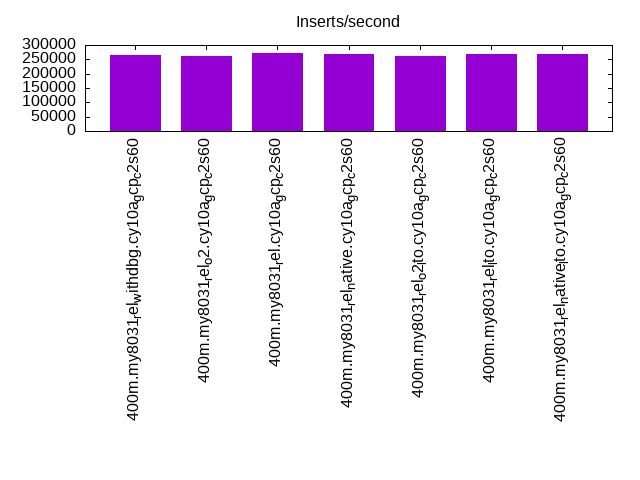 Inserts/second
300000
250000
200000
150000
100000
50000
0
400m.my8031relwithdbg.cy10agcpc2s60
400m.my8031relo2.cy10agcpc2s60
400m.my8031rel.cy10agcpc2s60
400m.my8031relnative.cy10agcpc2s60
400m.my8031relo2lto.cy10agcpc2s60
400m.my8031rellto.cy10agcpc2s60
400m.my8031relnativelto.cy10agcpc2s60